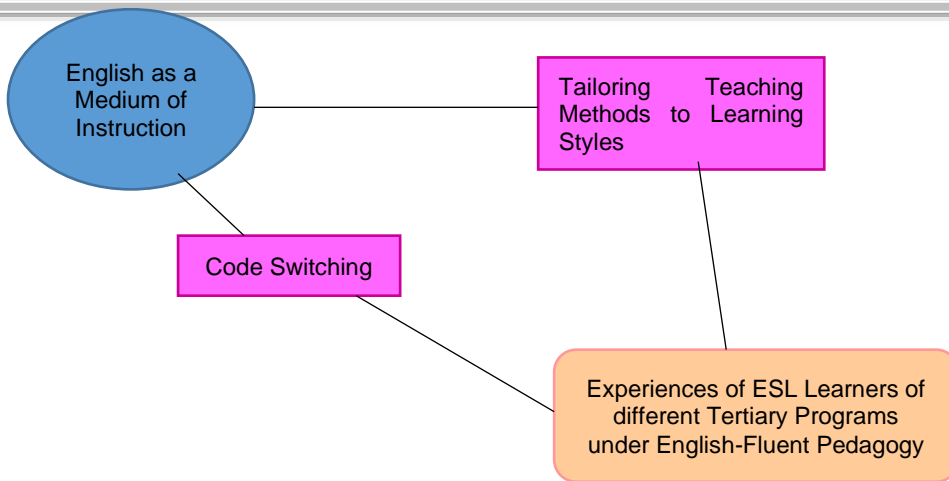 English as a
Medium of
Instruction
Tailoring Teaching
Methods to Learning
Styles
Code Switching
Experiences of ESL Learners of
different Tertiary Programs
under English-Fluent Pedagogy